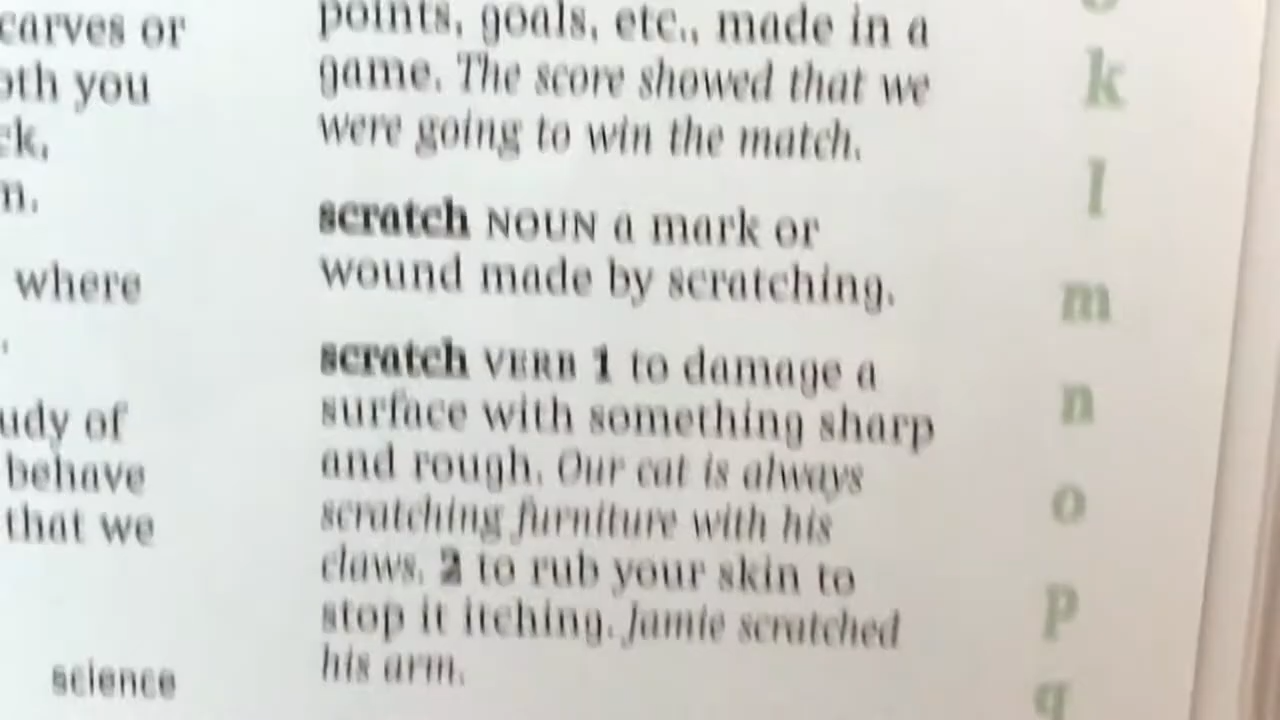 carves or
you
where
udy of
behave
that we
science
points, goals, etc., made in a
game. The score showed that we
were going to win the match.
scratch NOUN a mark or
wound made by scratching.
scratch VERB 1 to damage a
surface with something sharp
and rough. Our cat is always
scratching furniture with his
claws. 2 to rub your skin to
stop it itching. Jamie scratched
his arm.
k
l
m
n
o
p
q